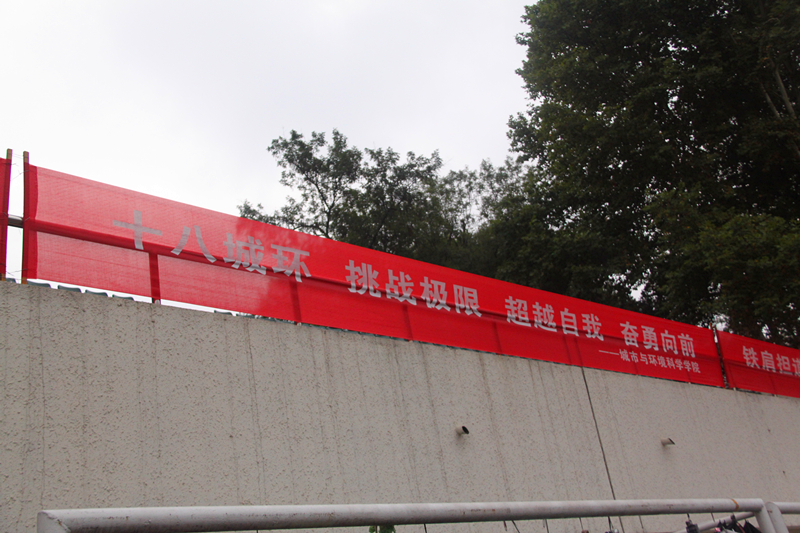 十八城环 挑战极限 超越自我 奋勇向前
——城市与环境科学学院
铁肩担道